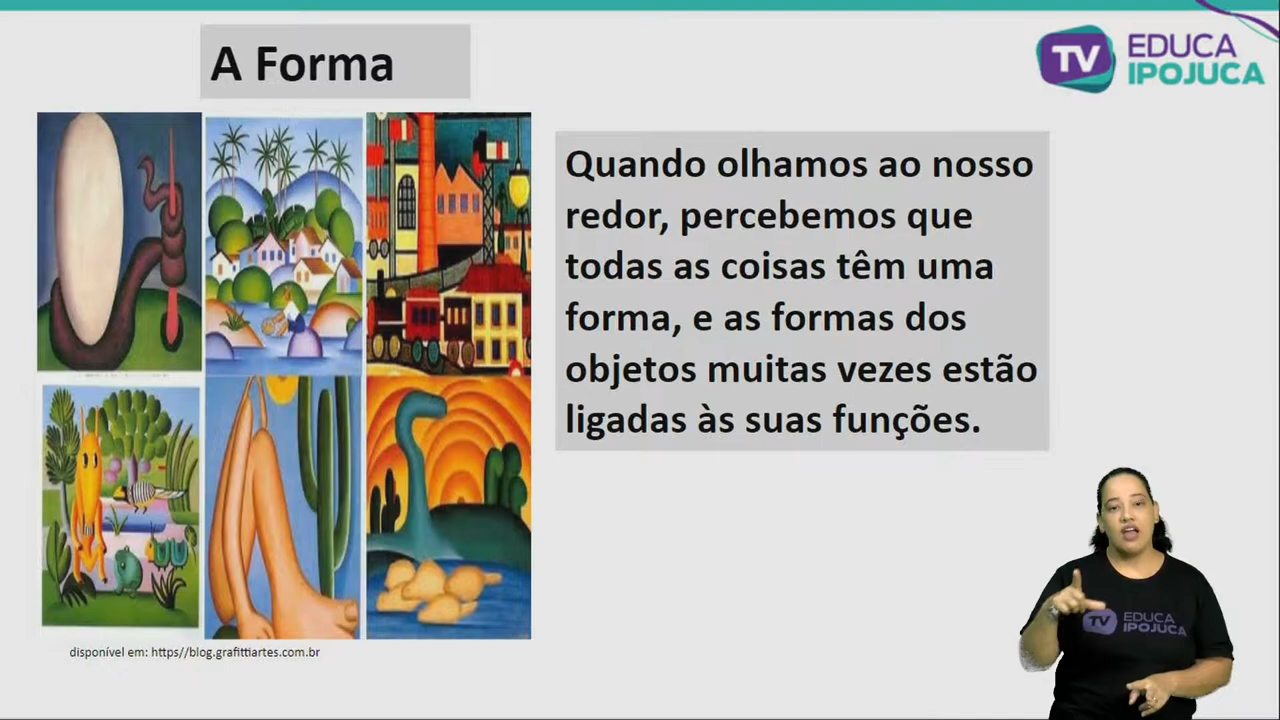 A Forma
TV EDUCA
IPOJUCA
Quando olhamos ao nosso
redor, percebemos que
todas as coisas têm uma
forma, e as formas dos
objetos muitas vezes estão
ligadas às suas funções.
disponível em: https//blog.grafittiartes.com.br
TV EDUCA
IPOJUCA